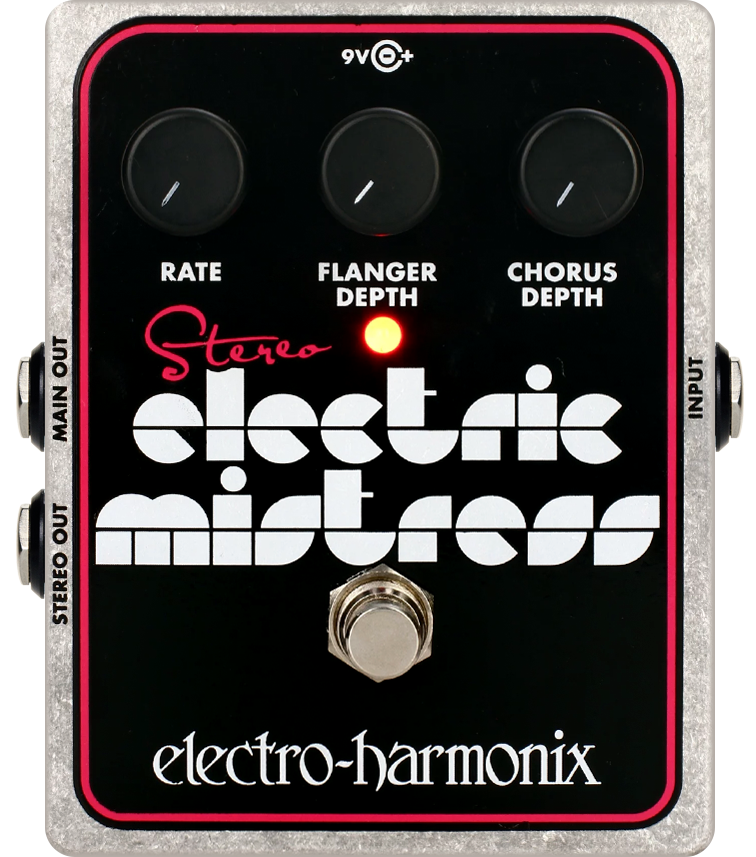 9V
RATE
FLANGER
DEPTH
CHORUS
DEPTH
Stereo
electric
mistress
MAIN OUT
STEREO OUT
INPUT
electro-harmonix